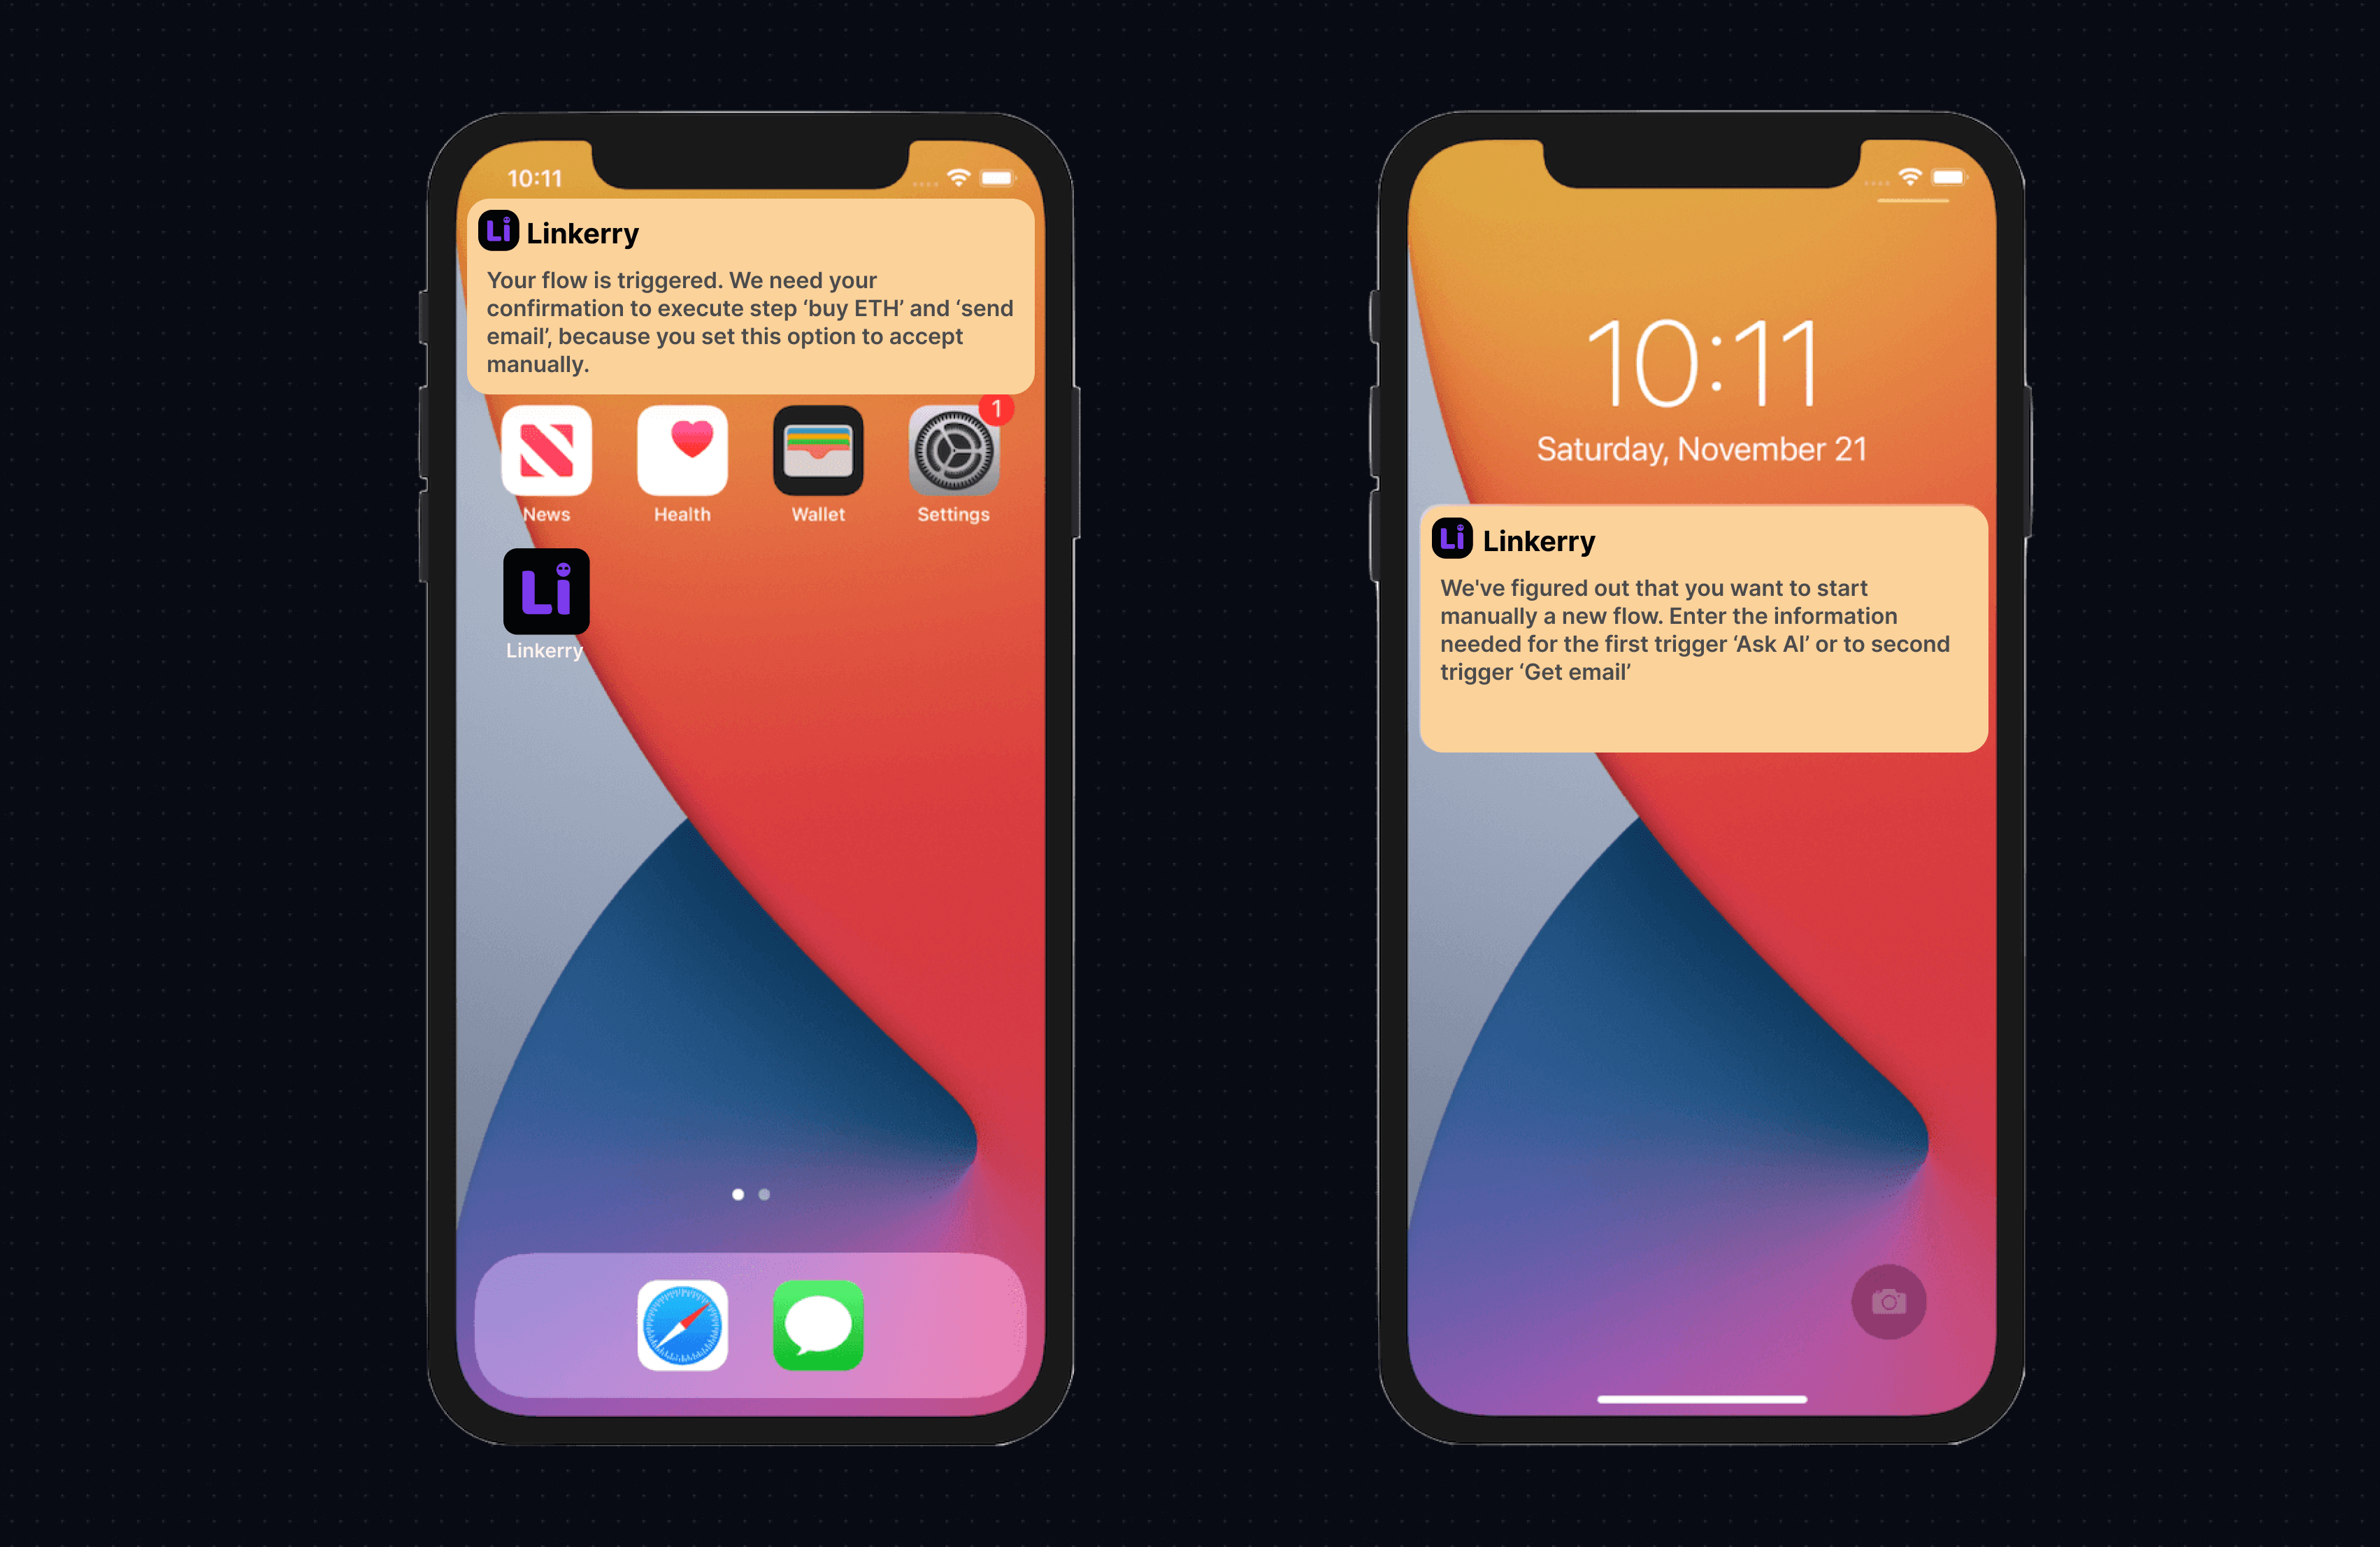 10:11
Li Linkerry
Your flow is triggered. We need your
confirmation to execute step ‘buy ETH’ and ‘send
email’, because you set this option to accept
manually.
1
News Health Wallet Settings
Li
Linkerry
10:11
Saturday, November 21
Li Linkerry
We've figured out that you want to start
manually a new flow. Enter the information
needed for the first trigger ‘Ask AI’ or to second
trigger ‘Get email’